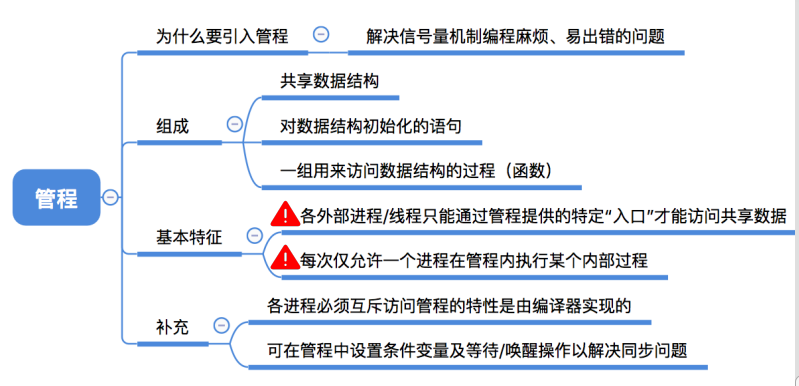 管程
为什么要引入管程
解决信号量机制编程麻烦、易出错的问题
组成
共享数据结构
对数据结构初始化的语句
一组用来访问数据结构的过程（函数）
基本特征
各外部进程/线程只能通过管程提供的特定“入口”才能访问共享数据
每次仅允许一个进程在管程内执行某个内部过程
补充
各进程必须互斥访问管程的特性是由编译器实现的
可在管程中设置条件变量及等待/唤醒操作以解决同步问题